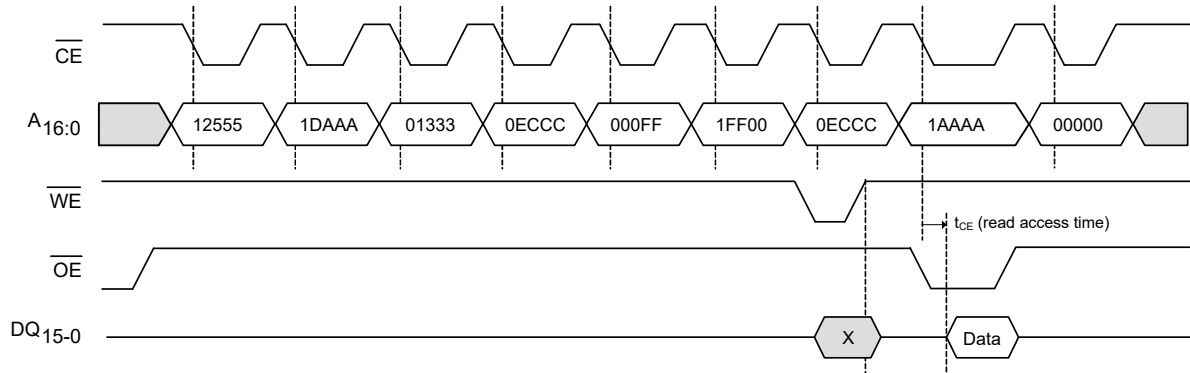 CE
A16:0 12555 1DAAA 01333 0ECCC 000FF 1FF00 0ECCC 1AAAA 00000
WE
tCE (read access time)
OE
DQ15-0 X Data